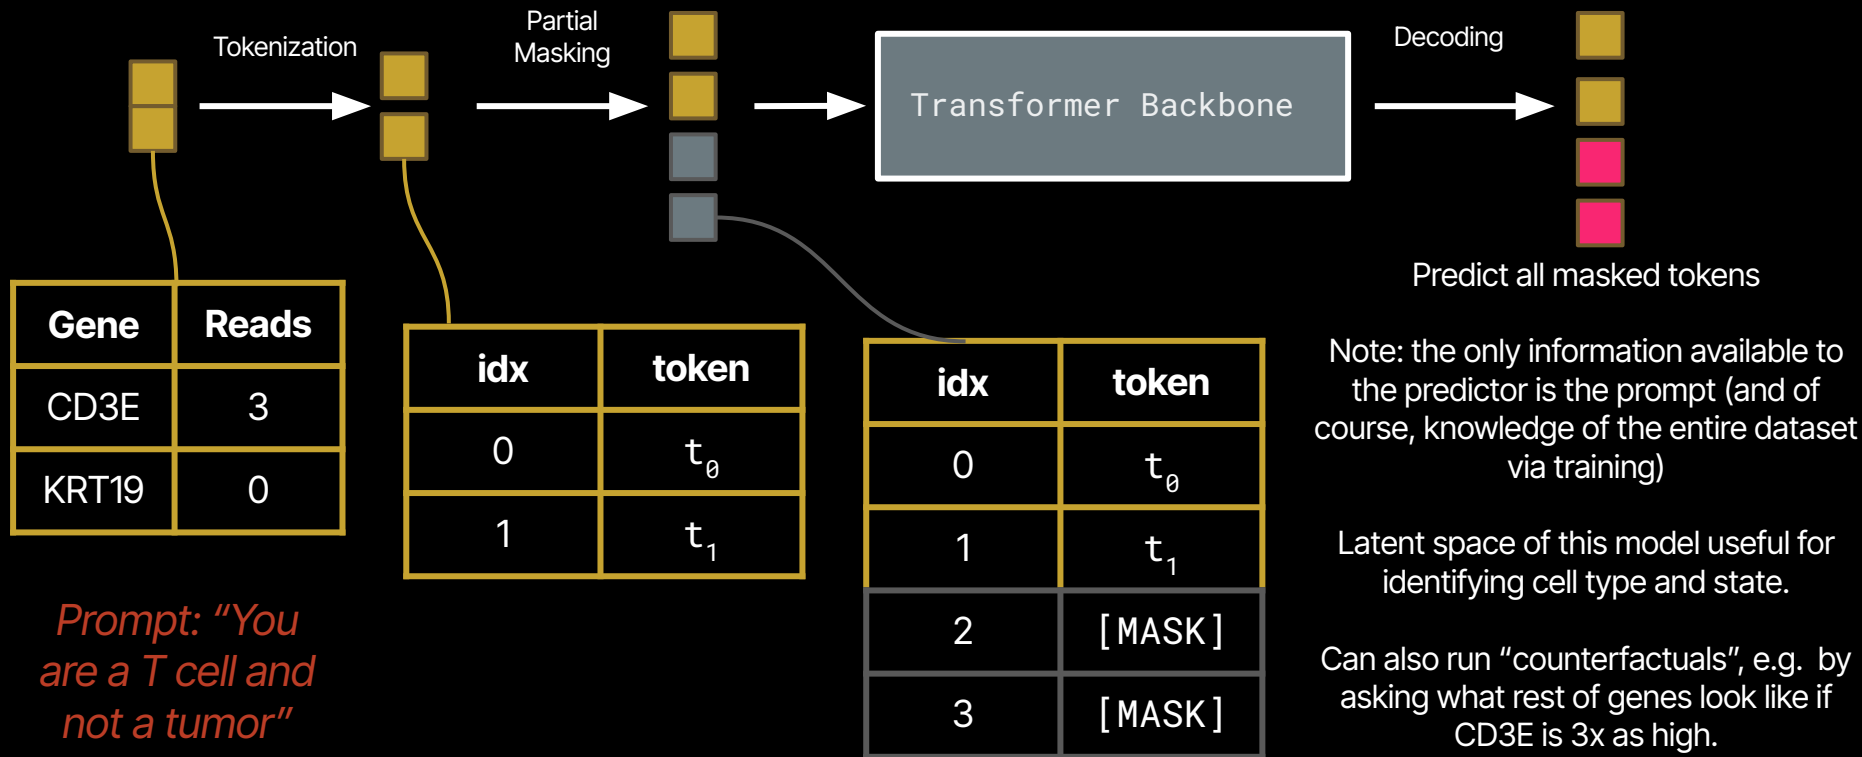 Tokenization
Partial
Masking
Transformer Backbone
Decoding
Gene Reads
CD3E 3
KRT19 0
Prompt: “You
are a T cell and
not a tumor”
idx token
0 t₀
1 t₁
idx token
0 t₀
1 t₁
2 [MASK]
3 [MASK]
Predict all masked tokens
Note: the only information available to
the predictor is the prompt (and of
course, knowledge of the entire dataset
via training)
Latent space of this model useful for
identifying cell type and state.
Can also run “counterfactuals”, e.g. by
asking what rest of genes look like if
CD3E is 3x as high.